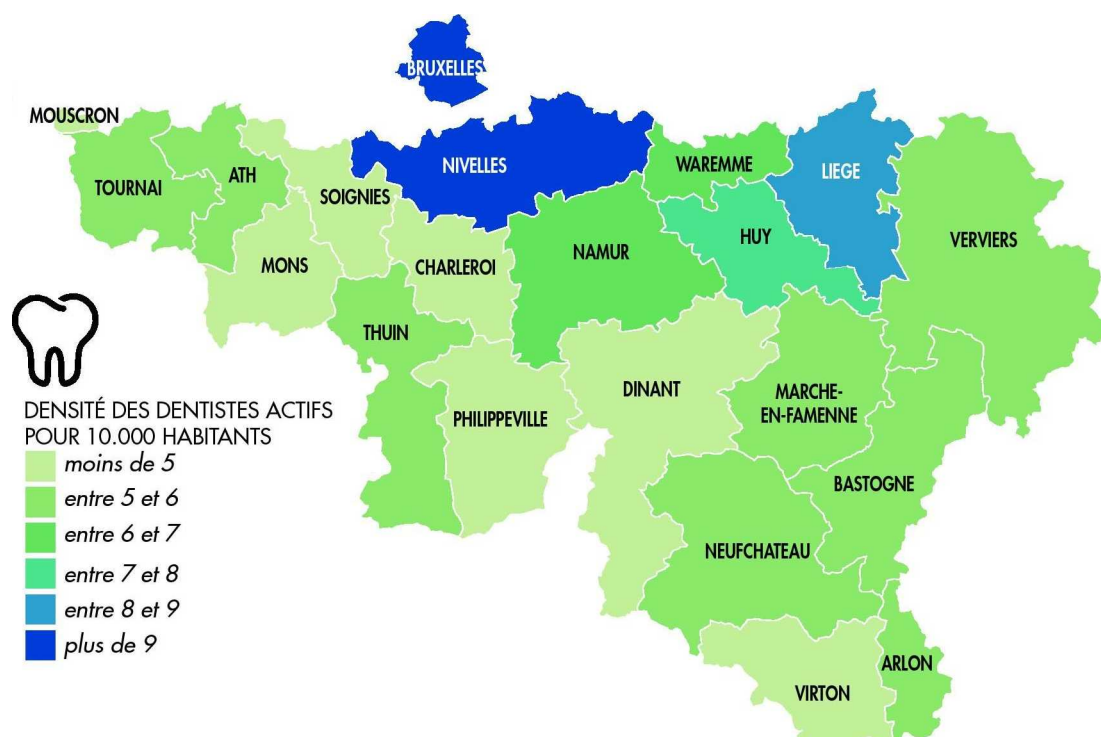 BRUXELLES
MOUSCRON
TOURNAI
ATH
SOIGNIES
NIVELLES
WAREMME
LIEGE
MONS
CHARLEROI
NAMUR
HUY
VERVIERS
THUIN
PHILIPPEVILLE
DINANT
MARCHE-
EN-FAMENNE
BASTOGNE
NEUFCHATEAU
VIRTON
ARLON
DENSITÉ DES DENTISTES ACTIFS
POUR 10.000 HABITANTS
moins de 5
entre 5 et 6
entre 6 et 7
entre 7 et 8
entre 8 et 9
plus de 9